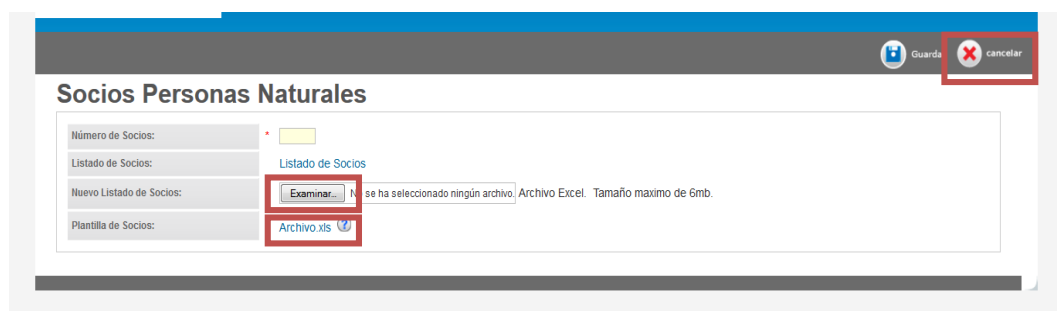 Guarda cancelar
Socios Personas Naturales
Número de Socios: *
Listado de Socios: Listado de Socios
Nuevo Listado de Socios: Examinar... se ha seleccionado ningún archivo. Archivo Excel. Tamaño maximo de 6mb.
Plantilla de Socios: Archivo.xls ?